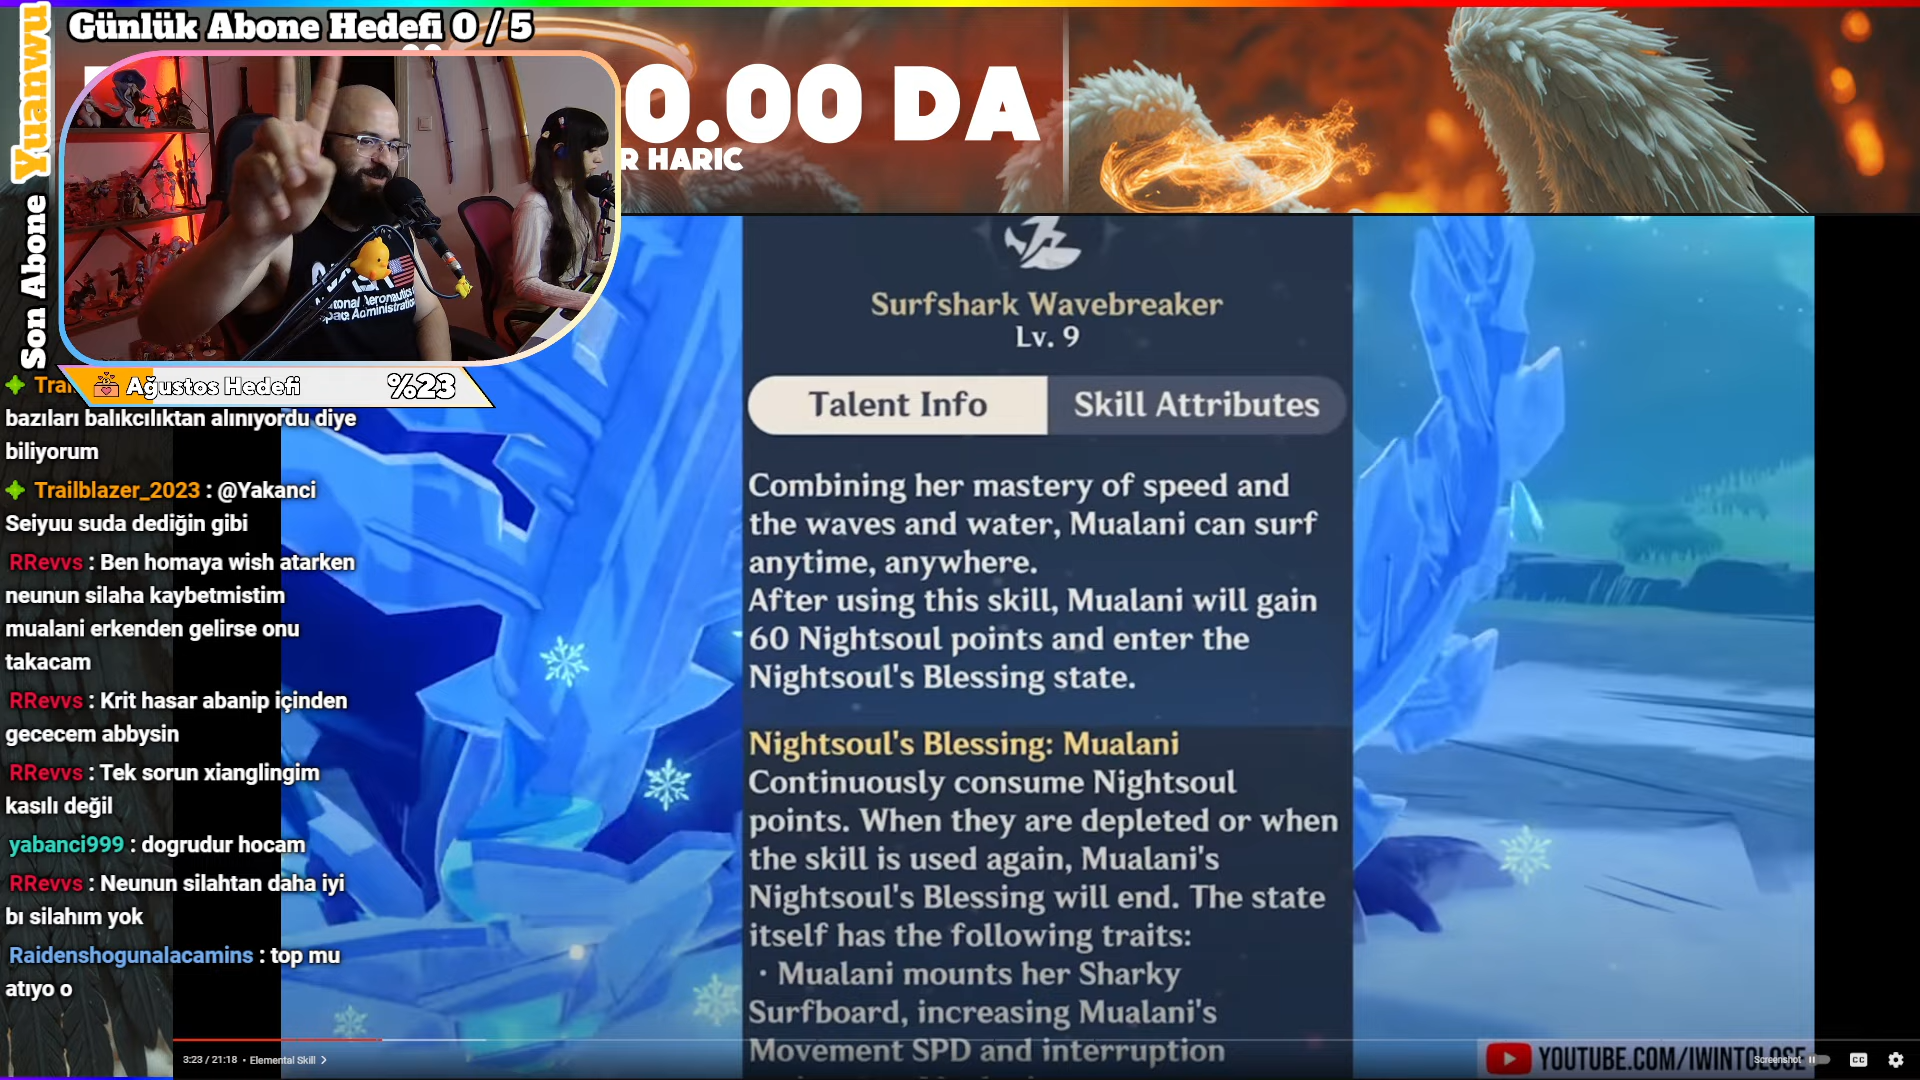 Günlük Abone Hedefi 0 / 5
Son Abone Yuanwu
0.00 DA
R HARIC
Ağustos Hedefi %23
bazıları balıkcılıktan alınıyordu diye
biliyorum
Trailblazer_2023 : @Yakanci
Seiyuu suda dediğin gibi
RRevvs : Ben homaya wish atarken
neunun silaha kaybetmistim
mualani erkenden gelirse onu
takacam
RRevvs : Krit hasar abanip içinden
gececem abbysin
RRevvs : Tek sorun xianglingim
kasılı değil
yabanci999 : dogrudur hocam
RRevvs : Neunun silahtan daha iyi
bı silahım yok
Raidenshogunalacamins : top mu
atıyo o
Surfshark Wavebreaker
Lv. 9
Talent Info
Skill Attributes
Combining her mastery of speed and
the waves and water, Mualani can surf
anytime, anywhere.
After using this skill, Mualani will gain
60 Nightsoul points and enter the
Nightsoul's Blessing state.
Nightsoul's Blessing: Mualani
Continuously consume Nightsoul
points. When they are depleted or when
the skill is used again, Mualani's
Nightsoul's Blessing will end. The state
itself has the following traits:
· Mualani mounts her Sharky
Surfboard, increasing Mualani's
Movement SPD and interruption
3:23 / 21:18 • Elemental Skill
YOUTUBE.COM/IWINTOLOSE
Screenshot
CC